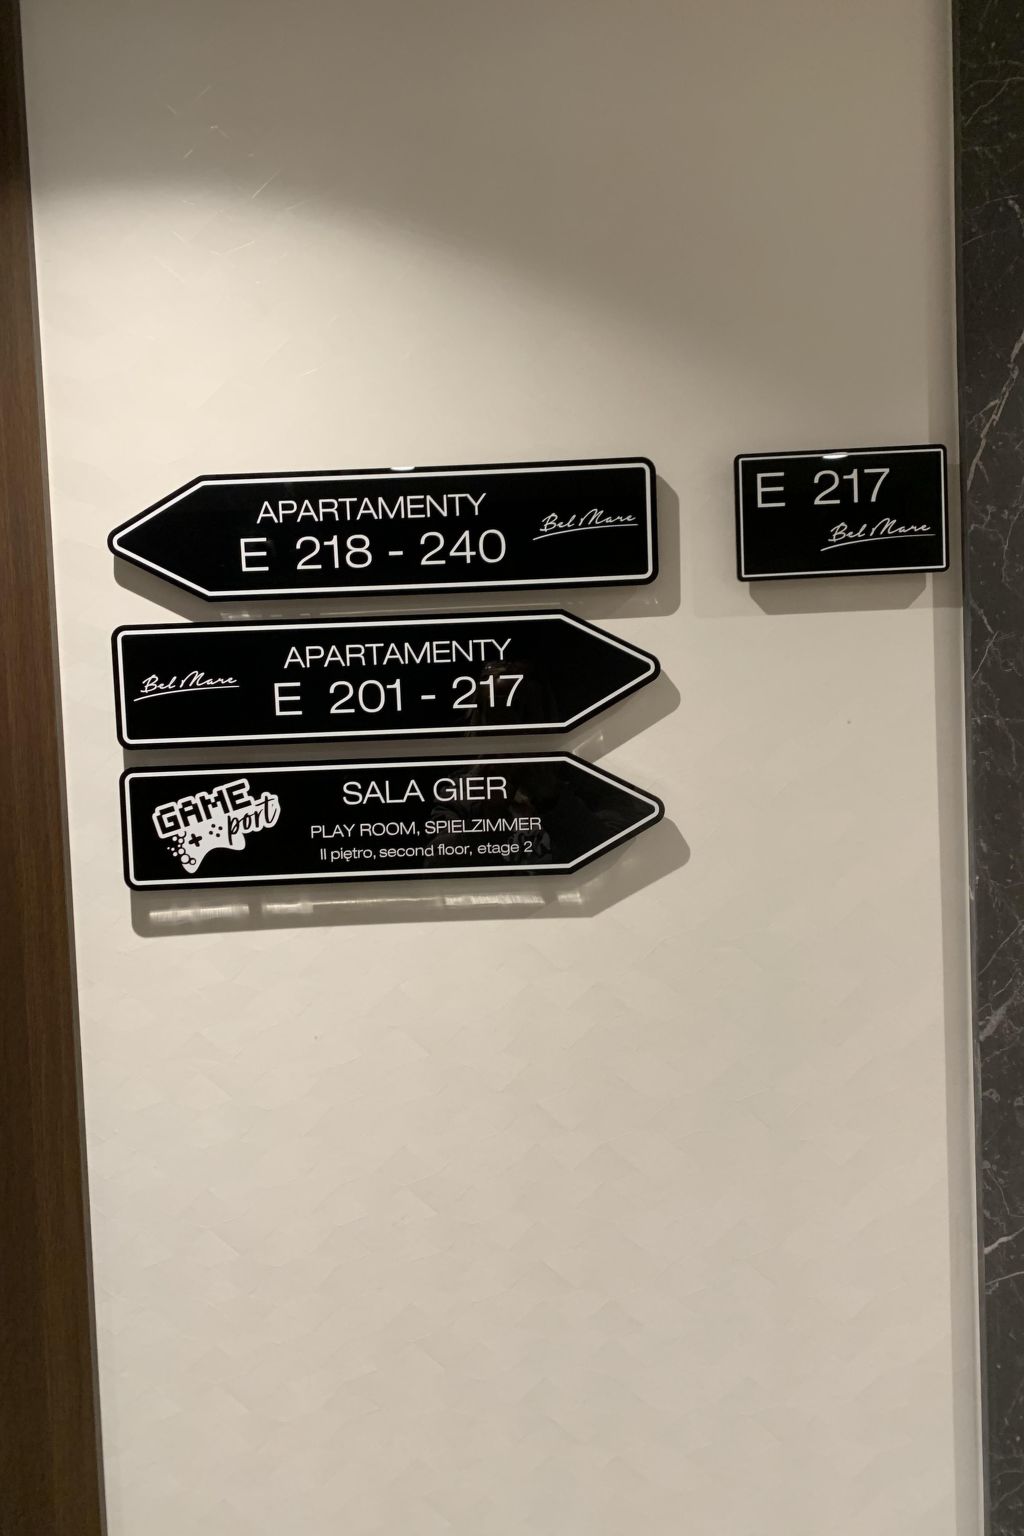 APARTAMENTY
E 218 - 240
Bel Mare
E 217
Bel Mare
Bel Mare
APARTAMENTY
E 201 - 217
GAME
port
SALA GIER
PLAY ROOM, SPIELZIMMER
II piętro, second floor, etage 2